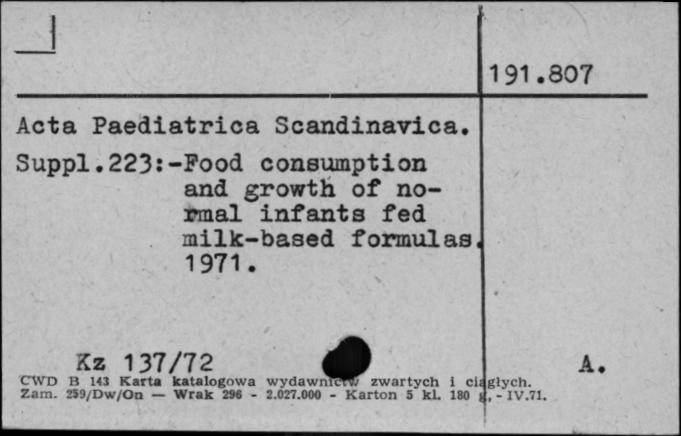 191.807
Acta Paediatrica Scandinavica.
Suppl.223:-Food consumption
and growth of no-
rmal infants fed
milk-based formulas.
1971.
Kz 137/72
A.
CWD B 143 Karta katalogowa wydawnictw zwartych i ciągłych.
Zam. 259/Dw/On — Wrak 296 - 2.027.000 - Karton 5 kl. 180 g. - IV.71.